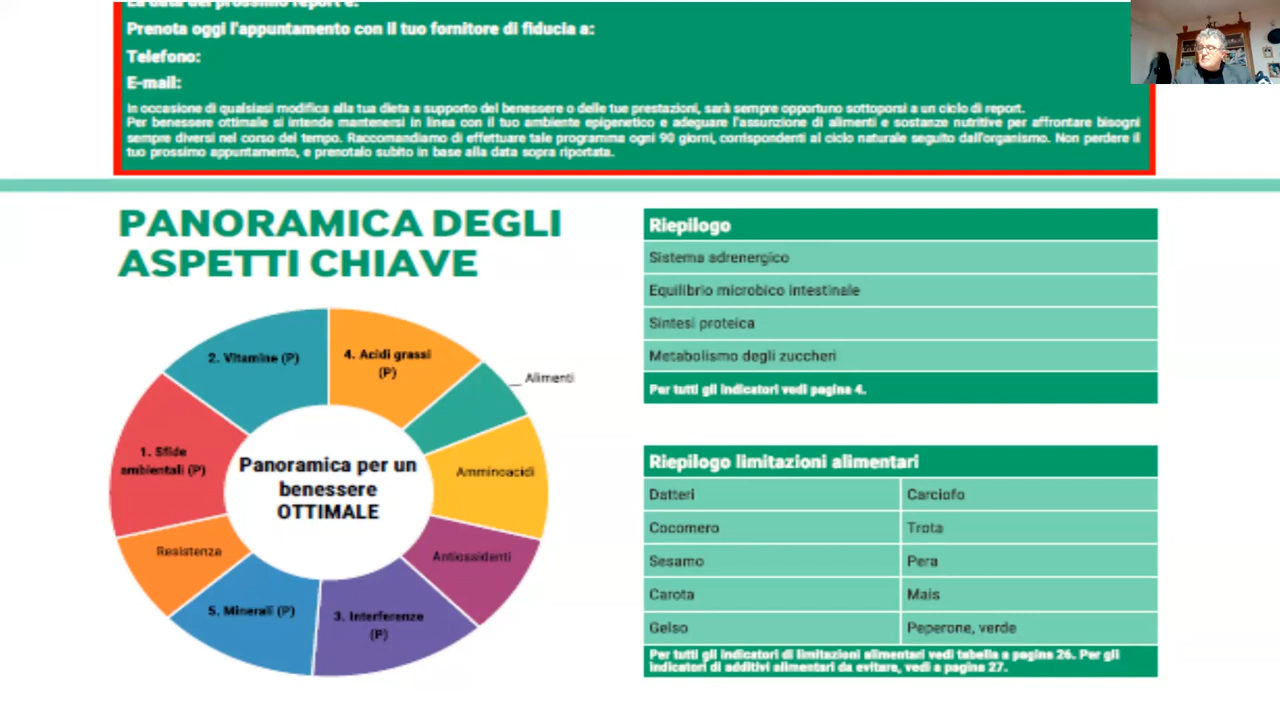 La data del prossimo report è:
Prenota oggi l'appuntamento con il tuo fornitore di fiducia a:
Telefono:
E-mail:
In occasione di qualsiasi modifica alla tua dieta a supporto del benessere o delle tue prestazioni, sarà sempre opportuno sottoporsi a un ciclo di report.
Per benessere ottimale si intende mantenersi in linea con il tuo ambiente epigenetico e adeguare l'assunzione di alimenti e sostanze nutritive per affrontare bisogni
sempre diversi nel corso del tempo. Raccomandiamo di effettuare tale programma ogni 90 giorni, corrispondenti al ciclo naturale seguito dall'organismo. Non perdere il
tuo prossimo appuntamento, e prenotalo subito in base alla data sopra riportata.
PANORAMICA DEGLI
ASPETTI CHIAVE
2. Vitamine (P)
4. Acidi grassi
(P)
__ Alimenti
1. Sfide
ambientali (P)
Panoramica per un
benessere
OTTIMALE
Amminoacidi
Resistenza
Antiossidanti
5. Minerali (P)
3. Interferenze
(P)
Riepilogo
Sistema adrenergico
Equilibrio microbico intestinale
Sintesi proteica
Metabolismo degli zuccheri
Per tutti gli indicatori vedi pagina 4.
Riepilogo limitazioni alimentari
Datteri Carciofo
Cocomero Trota
Sesamo Pera
Carota Mais
Gelso Peperone, verde
Per tutti gli indicatori di limitazioni alimentari vedi tabella a pagina 26. Per gli
indicatori di additivi alimentari da evitare, vedi a pagina 27.